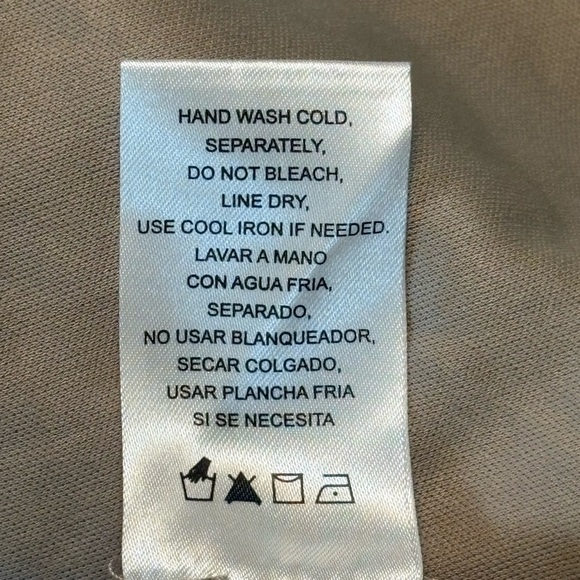 HAND WASH COLD,
SEPARATELY,
DO NOT BLEACH,
LINE DRY,
USE COOL IRON IF NEEDED.
LAVAR A MANO
CON AGUA FRIA,
SEPARADO,
NO USAR BLANQUEADOR,
SECAR COLGADO,
USAR PLANCHA FRIA
SI SE NECESITA